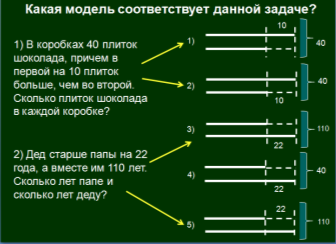 Какая модель соответствует данной задаче?
1) В коробках 40 плиток
шоколада, причем в
первой на 10 плиток
больше, чем во второй.
Сколько плиток шоколада
в каждой коробке?
2) Дед старше папы на 22
года, а вместе им 110 лет.
Сколько лет папе и
сколько лет деду?
1)
10
40
2)
10
40
3)
22
110
4)
22
40
5)
22
110